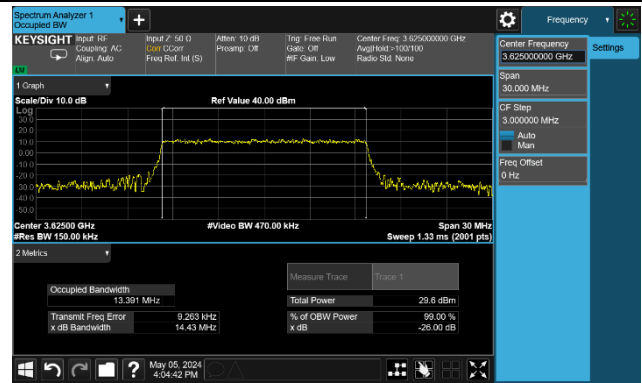 Spectrum Analyzer 1
Occupied BW
Frequency
KEYSIGHT
Input: RF
Coupling: AC
Align: Auto
Input Z: 50 Ω
Corr CCorr
Freq Ref: Int (S)
Atten: 10 dB
Preamp: Off
Trig: Free Run
Gate: Off
#IF Gain: Low
Center Freq: 3.625000000 GHz
Avg|Hold:>100/100
Radio Std: None
Center Frequency
3.625000000 GHz
Settings
Span
30.000 MHz
CF Step
3.000000 MHz
Auto
Man
Freq Offset
0 Hz
1 Graph
Scale/Div 10.0 dB
Ref Value 40.00 dBm
Log
30.0
20.0
10.0
0.00
-10.0
-20.0
-30.0
-40.0
-50.0
Center 3.62500 GHz
#Video BW 470.00 kHz
Span 30 MHz
#Res BW 150.00 kHz
Sweep 1.33 ms (2001 pts)
2 Metrics
Measure Trace
Trace 1
Occupied Bandwidth
13.391 MHz
Total Power
29.6 dBm
Transmit Freq Error
9.263 kHz
% of OBW Power
99.00 %
x dB Bandwidth
14.43 MHz
x dB
-26.00 dB
May 05, 2024
4:04:42 PM